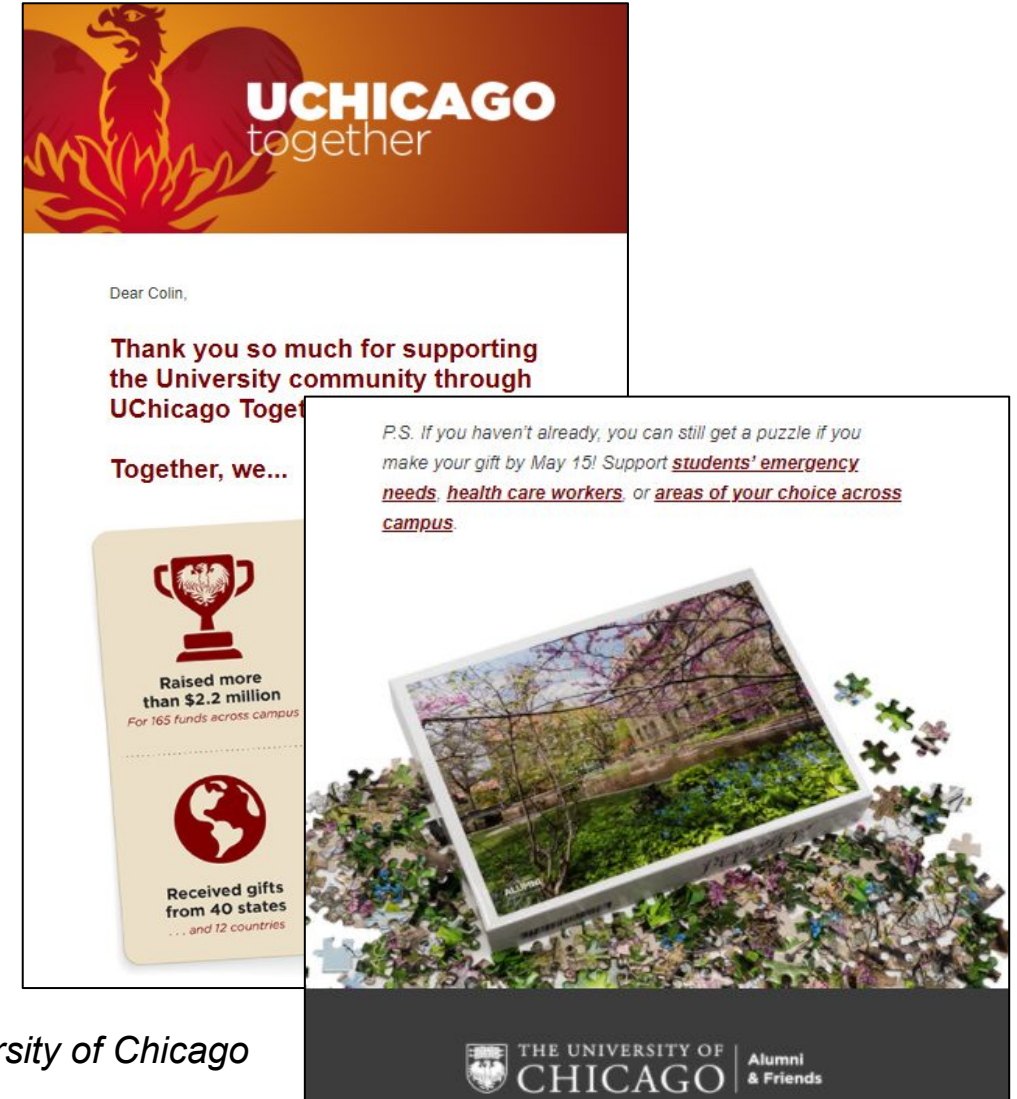 UCHICAGO
together
Dear Colin,
Thank you so much for supporting
the University community through
UChicago Toget
Together, we...
Raised more
than $2.2 million
For 165 funds across campus
Received gifts
from 40 states
. . . and 12 countries
P.S. If you haven't already, you can still get a puzzle if you
make your gift by May 15! Support students' emergency
needs, health care workers, or areas of your choice across
campus.
ALUMNI
THE UNIVERSITY OF
CHICAGO
Alumni
& Friends
rsity of Chicago